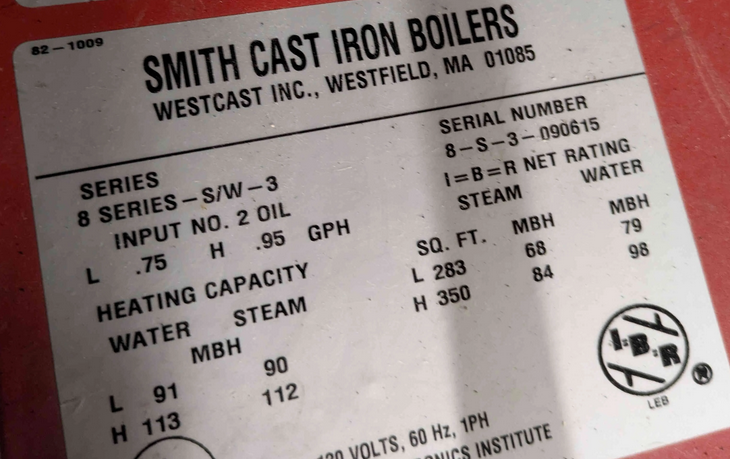 82-1009
SMITH CAST IRON BOILERS
WESTCAST INC., WESTFIELD, MA 01085
SERIES
8 SERIES-S/W-3
INPUT NO. 2 OIL
L .75 H .95 GPH
HEATING CAPACITY
WATER STEAM
MBH
L 91 90
H 113 112
SERIAL NUMBER
8-S-3-090615
I=B=R NET RATING
STEAM WATER
SQ. FT. MBH MBH
L 283 68 79
H 350 84 98
I=B=R
®
LEB
VOLTS, 60 Hz, 1PH
INSTITUTE